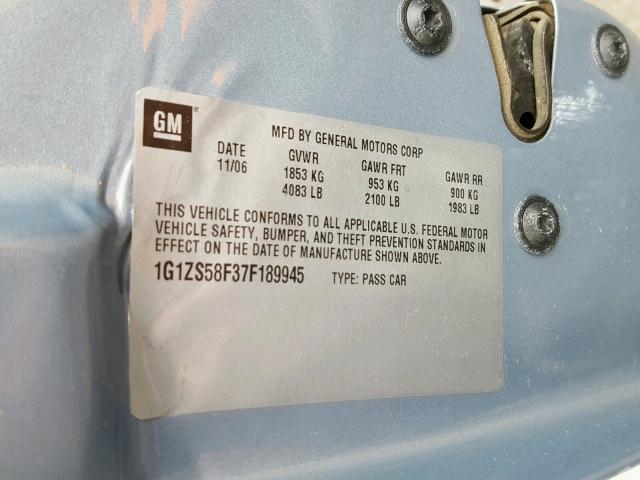 GM
MFD BY GENERAL MOTORS CORP
DATE GVWR GAWR FRT GAWR RR
11/06 1853 KG 953 KG 900 KG
4083 LB 2100 LB 1983 LB
THIS VEHICLE CONFORMS TO ALL APPLICABLE U.S. FEDERAL MOTOR
VEHICLE SAFETY, BUMPER, AND THEFT PREVENTION STANDARDS IN
EFFECT ON THE DATE OF MANUFACTURE SHOWN ABOVE.
1G1ZS58F37F189945 TYPE: PASS CAR